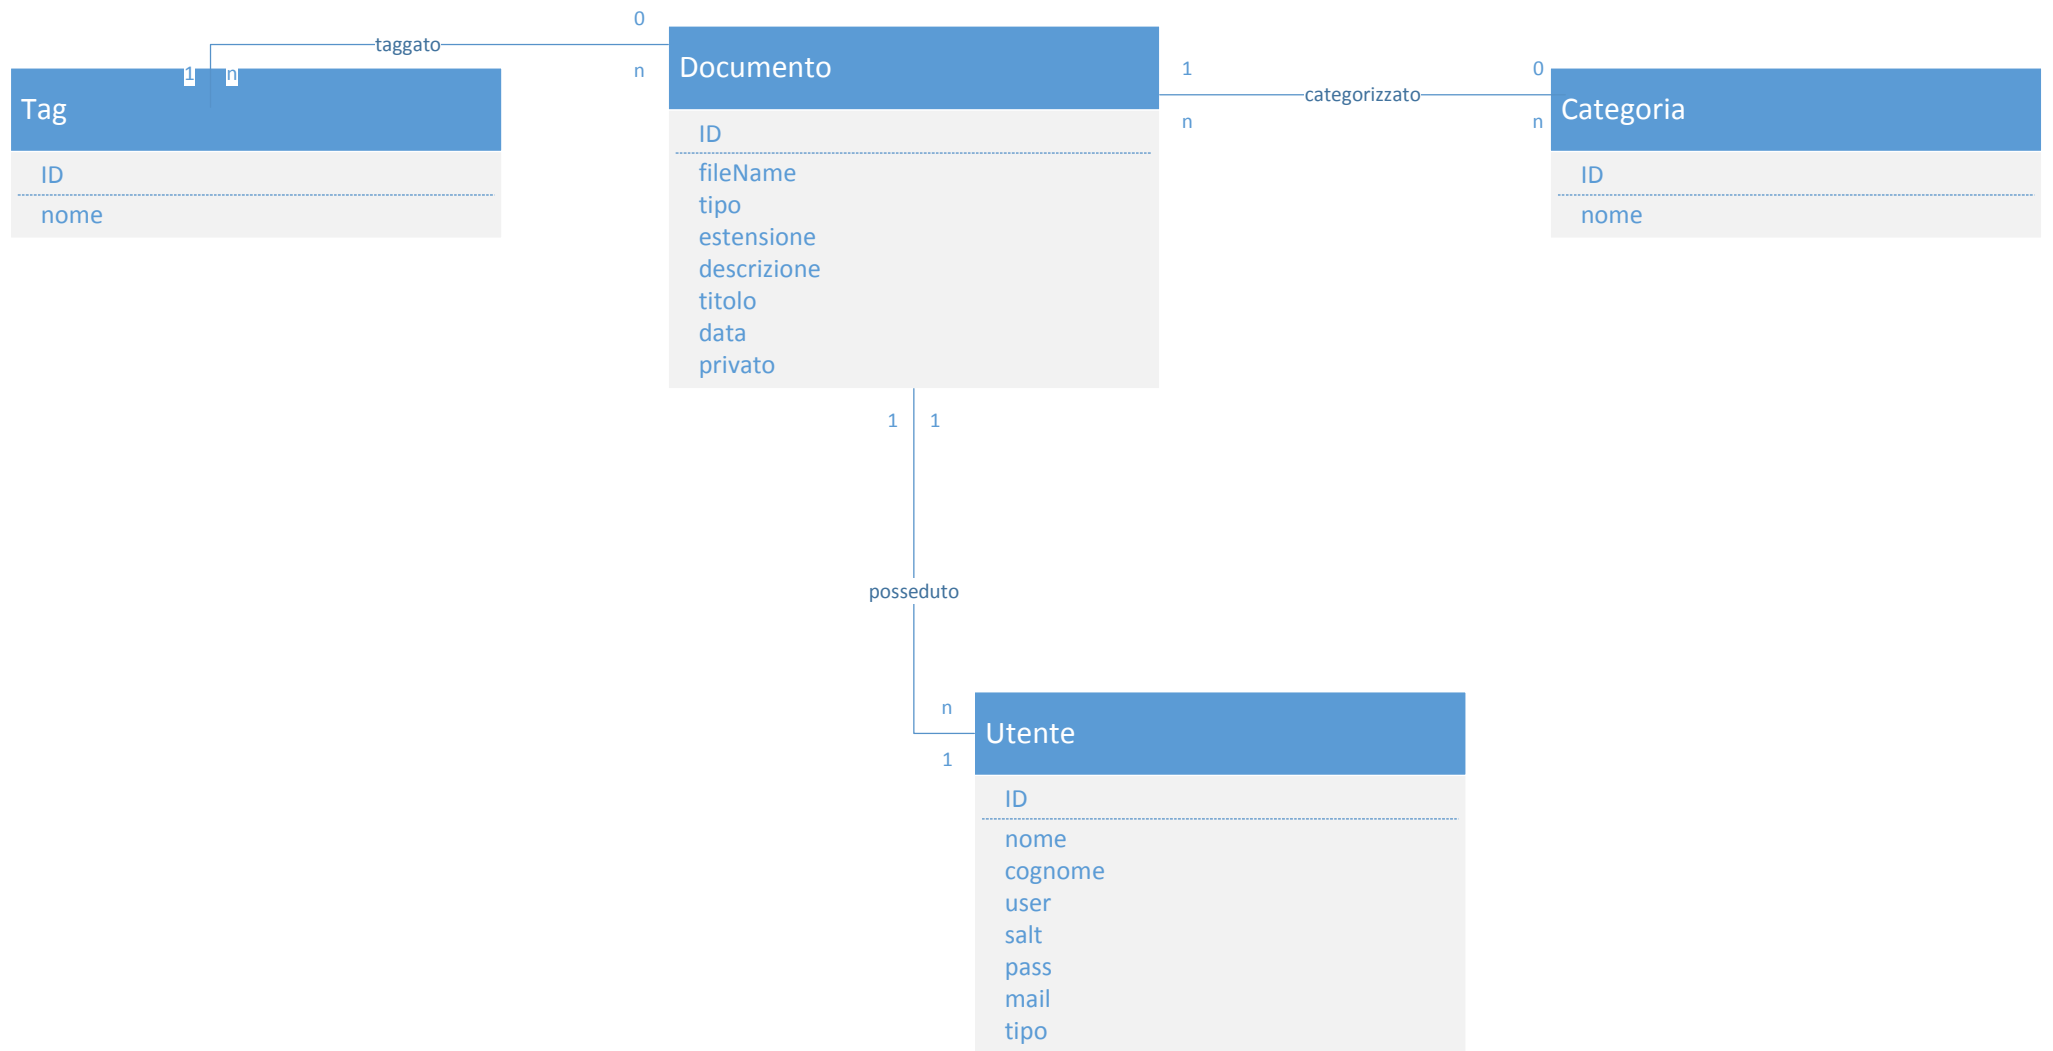 0
taggato
n
1 n
Tag
ID
nome
Documento
ID
fileName
tipo
estensione
descrizione
titolo
data
privato
1
n
categorizzato
0
n
Categoria
ID
nome
1 1
posseduto
n
1
Utente
ID
nome
cognome
user
salt
pass
mail
tipo